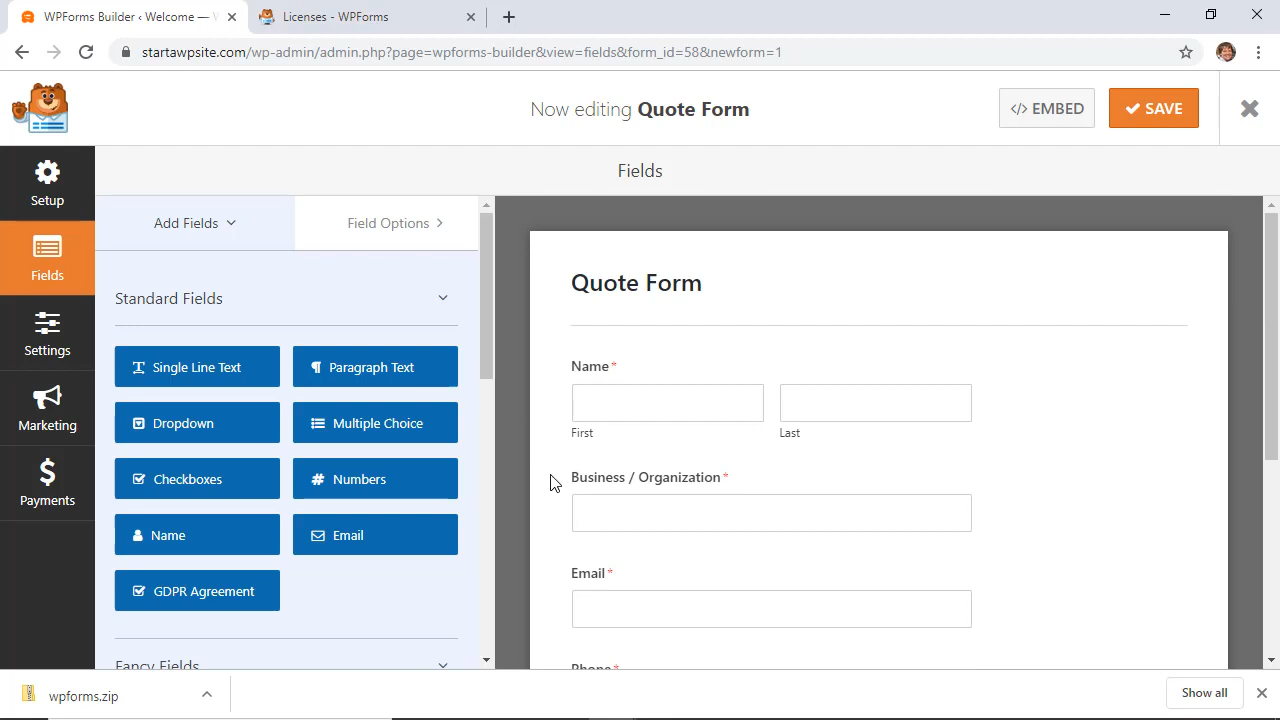 WPForms Builder ‹ Welcome —
Licenses - WPForms
startawpsite.com/wp-admin/admin.php?page=wpforms-builder&view=fields&form_id=58&newform=1
Now editing Quote Form
</> EMBED
SAVE
Setup
Fields
Settings
Marketing
Payments
Fields
Add Fields
Field Options
Standard Fields
Single Line Text
Paragraph Text
Dropdown
Multiple Choice
Checkboxes
Numbers
Name
Email
GDPR Agreement
Fancy Fields
Quote Form
Name *
First
Last
Business / Organization *
Email *
Phone *
wpforms.zip
Show all